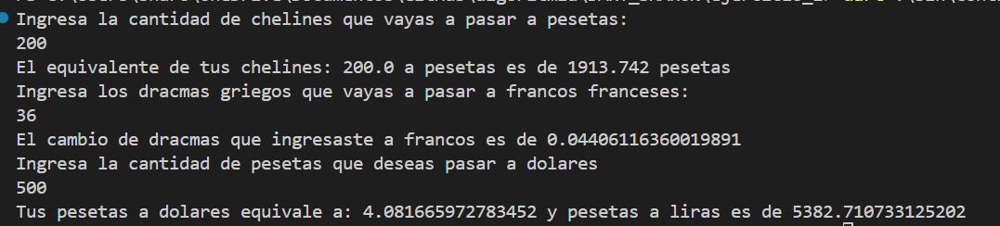 Ingresa la cantidad de chelines que vayas a pasar a pesetas:
200
El equivalente de tus chelines: 200.0 a pesetas es de 1913.742 pesetas
Ingresa los dracmas griegos que vayas a pasar a francos franceses:
36
El cambio de dracmas que ingresaste a francos es de 0.04406116360019891
Ingresa la cantidad de pesetas que deseas pasar a dolares
500
Tus pesetas a dolares equivale a: 4.081665972783452 y pesetas a liras es de 5382.710733125202